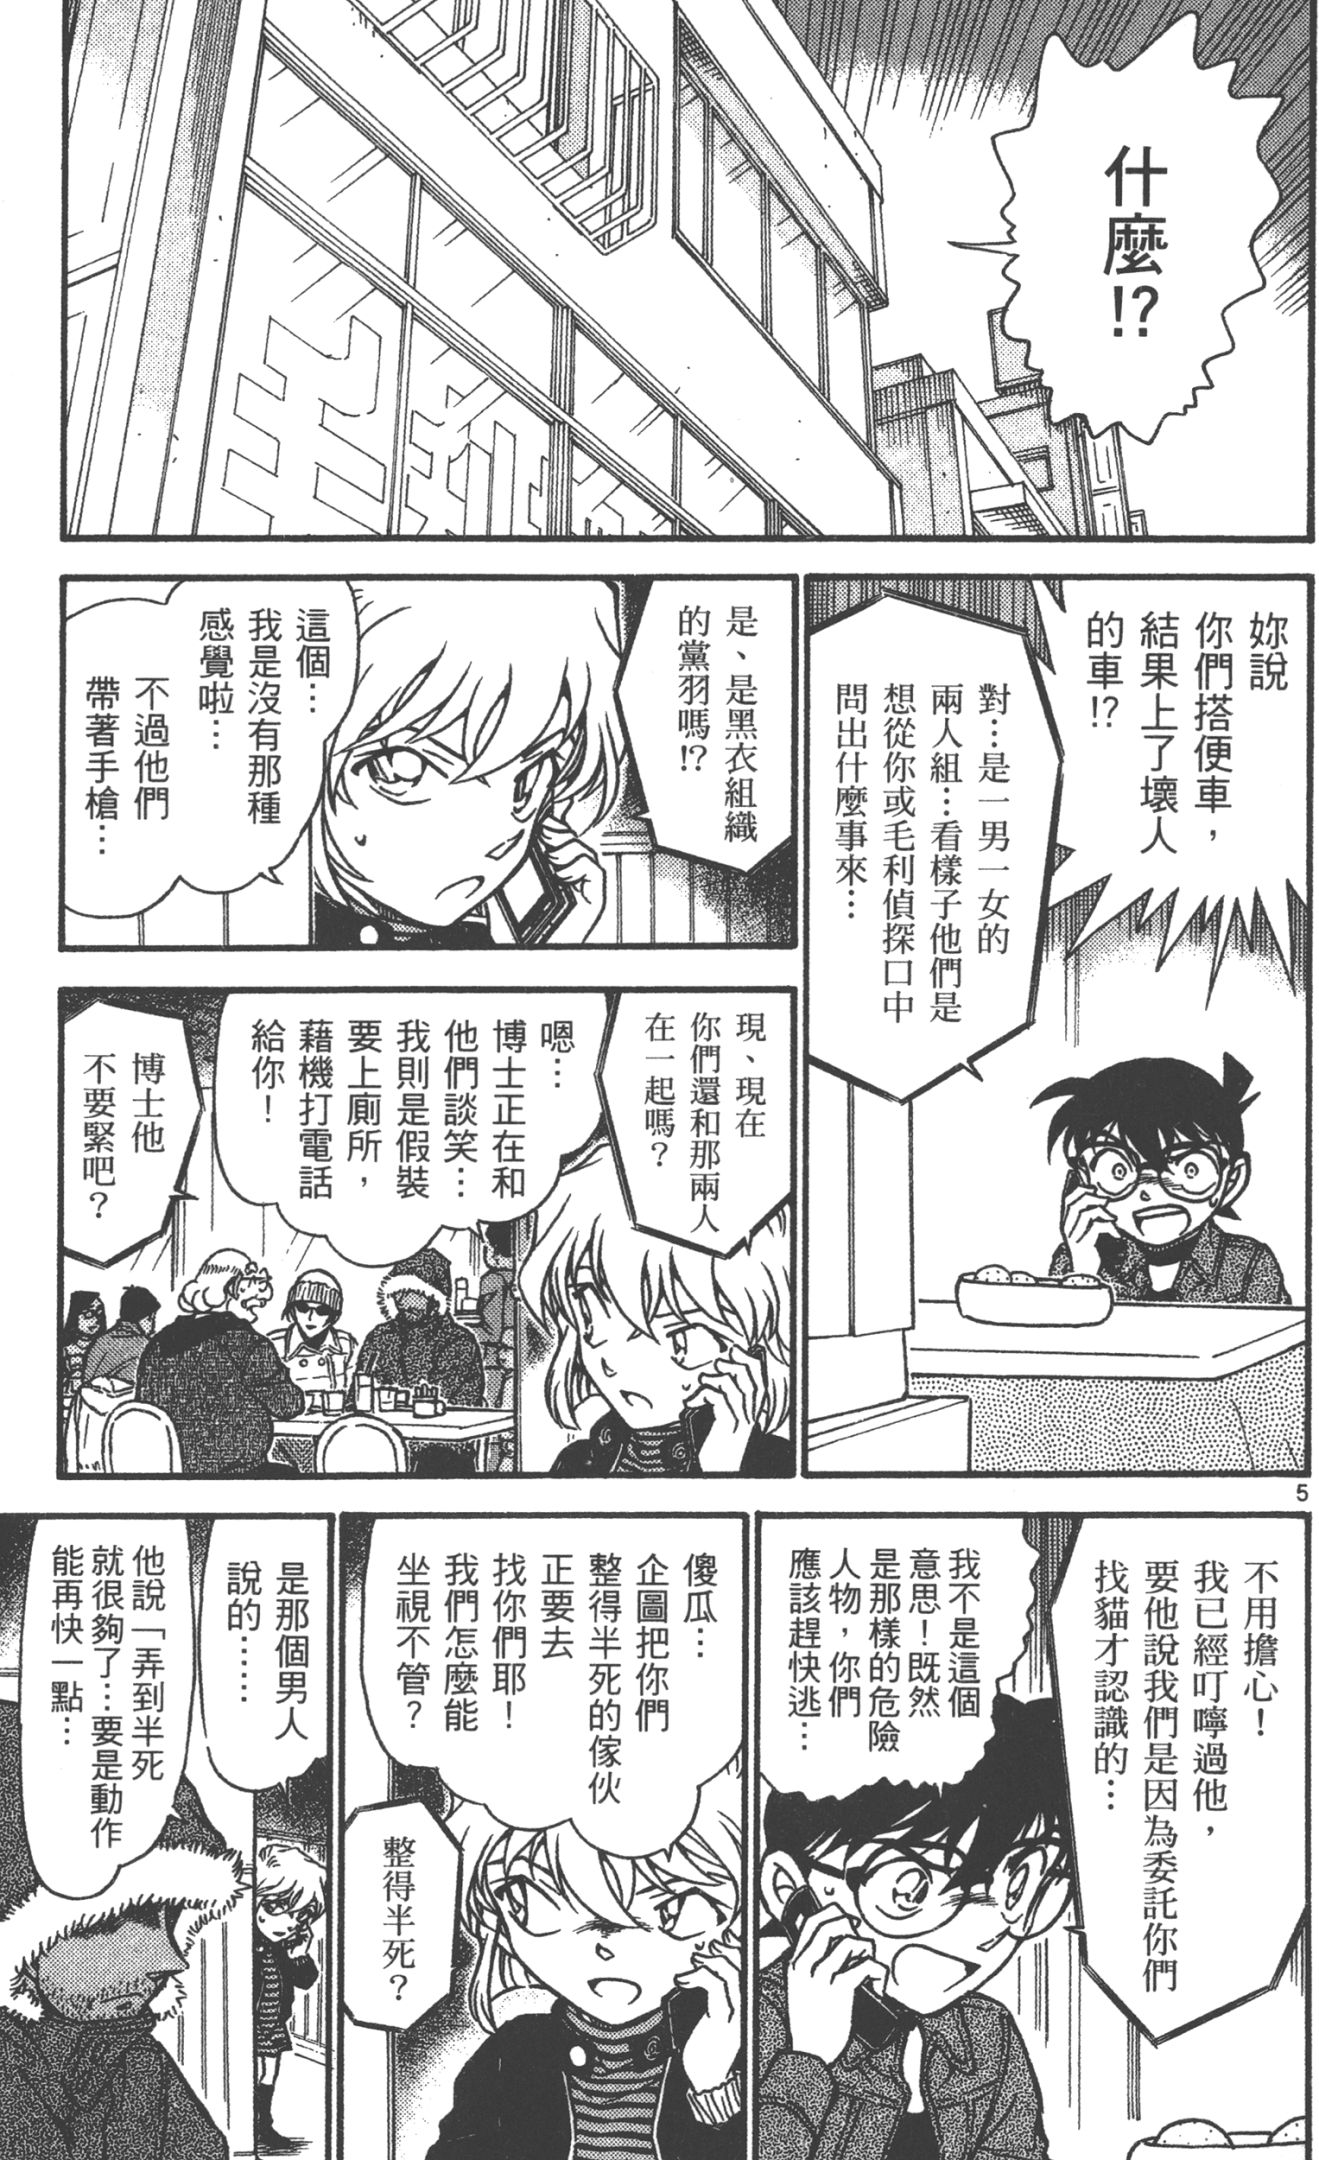 什麼!?
妳說
你們搭便車，
結果上了壞人
的車!?
對…是一男一女的
兩人組…看樣子他們是
想從你或毛利偵探口中
問出什麼事來…
是、是黑衣組織
的黨羽嗎!?
這個…
我是沒有那種
感覺啦…
不過他們
帶著手槍…
現、現在
你們還和那兩人
在一起嗎？
嗯…
博士正在和
他們談笑…
我則是假裝
要上廁所，
藉機打電話
給你！
博士他
不要緊吧？
5
不用擔心！
我已經叮嚀過他，
要他說我們是因為委託你們
找貓才認識的…
我不是這個
意思！既然
是那樣的危險
人物，你們
應該趕快逃…
傻瓜…
企圖把你們
整得半死的傢伙
正要去
找你們耶！
我們怎麼能
坐視不管？
整得半死？
是那個男人
說的……
他說「弄到半死
就很夠了…要是動作
能再快一點…